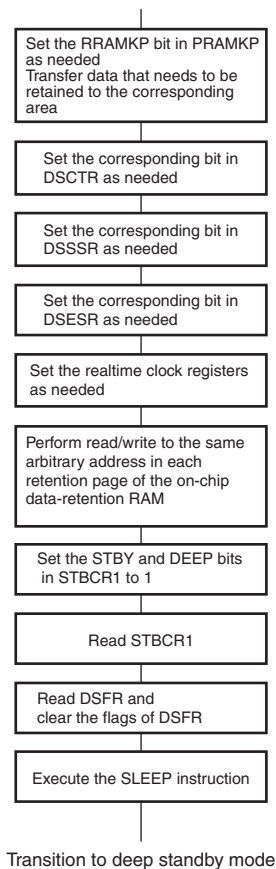 Set the RRAMKP bit in PRAMKP
as needed
Transfer data that needs to be
retained to the corresponding
area
Set the corresponding bit in
DSCTR as needed
Set the corresponding bit in
DSSSR as needed
Set the corresponding bit in
DSESR as needed
Set the realtime clock registers
as needed
Perform read/write to the same
arbitrary address in each
retention page of the on-chip
data-retention RAM
Set the STBY and DEEP bits
in STBCR1 to 1
Read STBCR1
Read DSFR and
clear the flags of DSFR
Execute the SLEEP instruction
Transition to deep standby mode